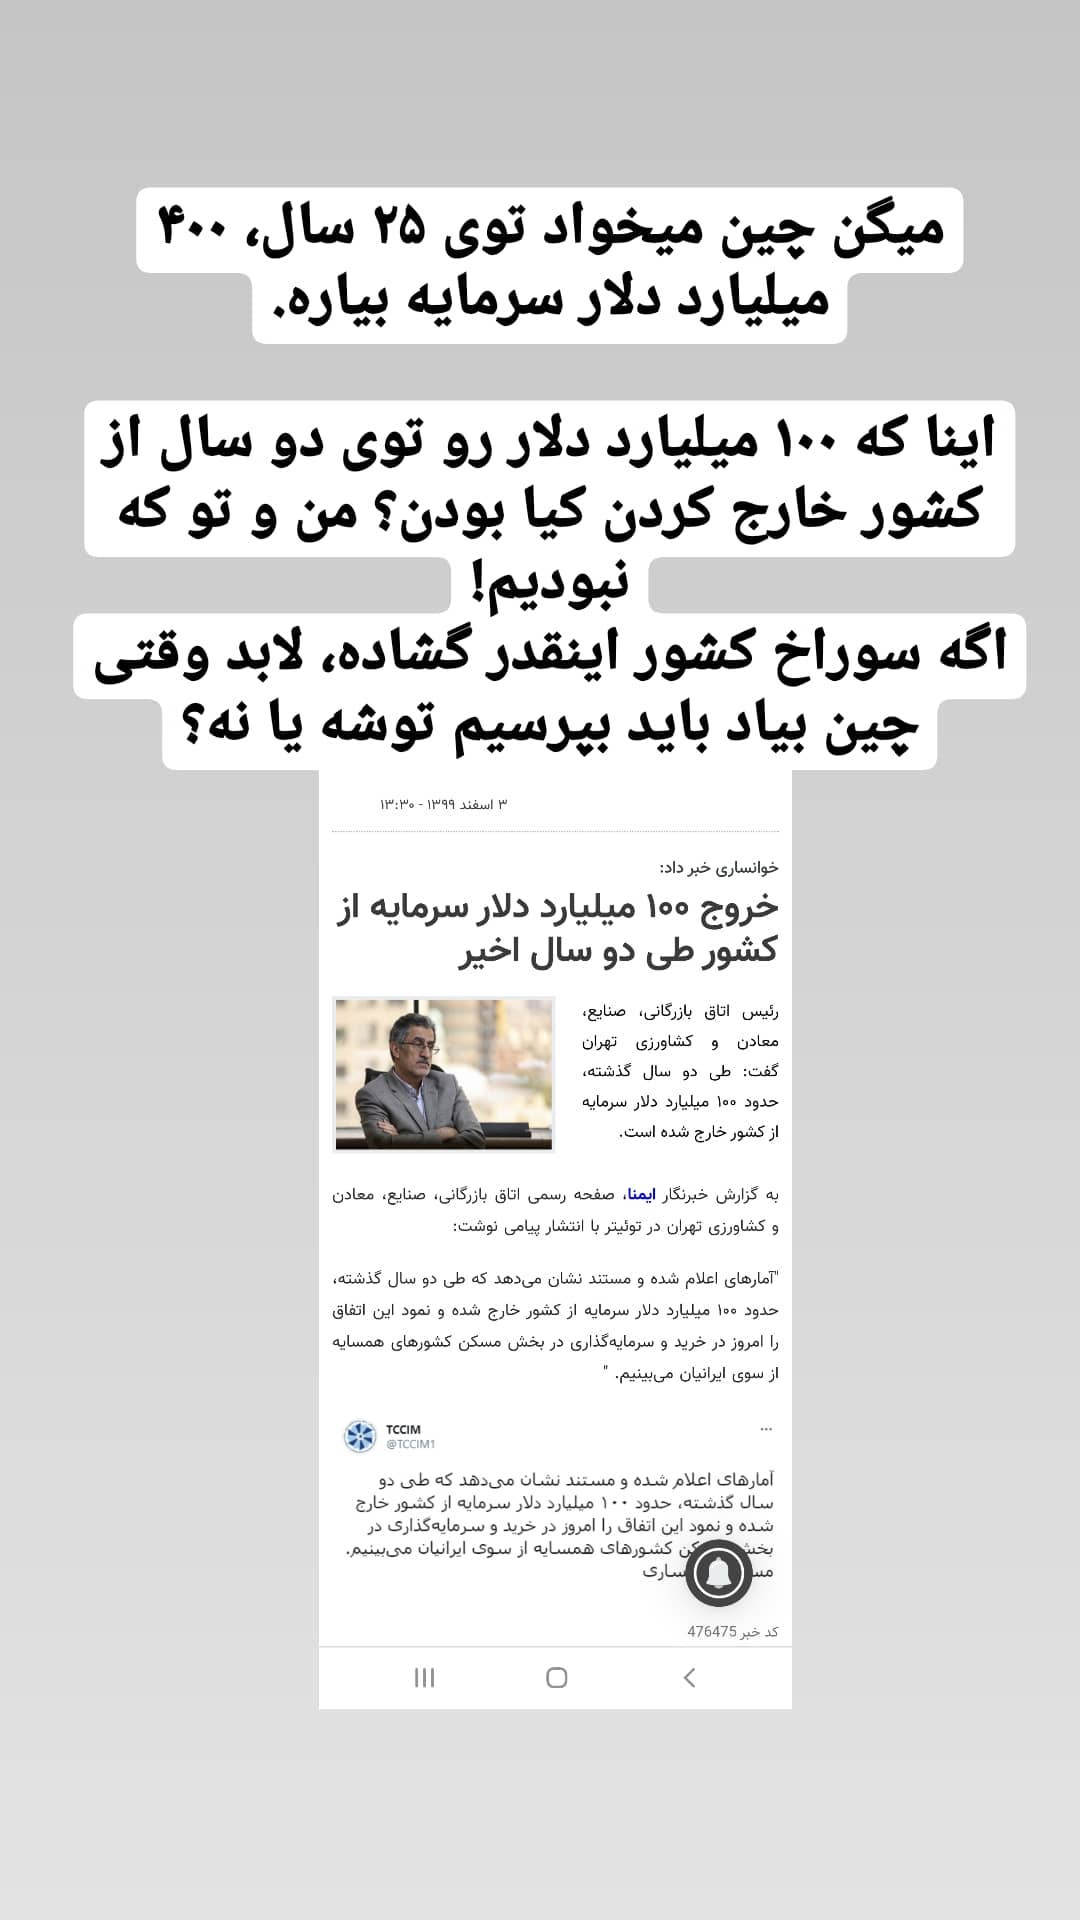 میگن چین میخواد توی ۲۵ سال، ۴۰۰
میلیارد دلار سرمایه بیاره.
اینا که ۱۰۰ میلیارد دلار رو توی دو سال از
کشور خارج کردن کیا بودن؟ من و تو که
نبودیم!
اگه سوراخ کشور اینقدر گشاده، لابد وقتی
چین بیاد باید بپرسیم توشه یا نه؟
۳ اسفند ۱۳۹۹ - ۱۳:۳۰
خوانساری خبر داد:
خروج ۱۰۰ میلیارد دلار سرمایه از
کشور طی دو سال اخیر
رئیس اتاق بازرگانی، صنایع،
معادن و کشاورزی تهران
گفت: طی دو سال گذشته،
حدود ۱۰۰ میلیارد دلار سرمایه
از کشور خارج شده است.
به گزارش خبرنگار ایمنا، صفحه رسمی اتاق بازرگانی، صنایع، معادن
و کشاورزی تهران در توئیتر با انتشار پیامی نوشت:
"آمارهای اعلام شده و مستند نشان می‌دهد که طی دو سال گذشته،
حدود ۱۰۰ میلیارد دلار سرمایه از کشور خارج شده و نمود این اتفاق
را امروز در خرید و سرمایه‌گذاری در بخش مسکن کشورهای همسایه
از سوی ایرانیان می‌بینیم. "
TCCIM
@TCCIM1
آمارهای اعلام شده و مستند نشان می‌دهد که طی دو
سال گذشته، حدود ۱۰۰ میلیارد دلار سرمایه از کشور خارج
شده و نمود این اتفاق را امروز در خرید و سرمایه‌گذاری در
بخش کشورهای همسایه از سوی ایرانیان می‌بینیم.
کد خبر 476475